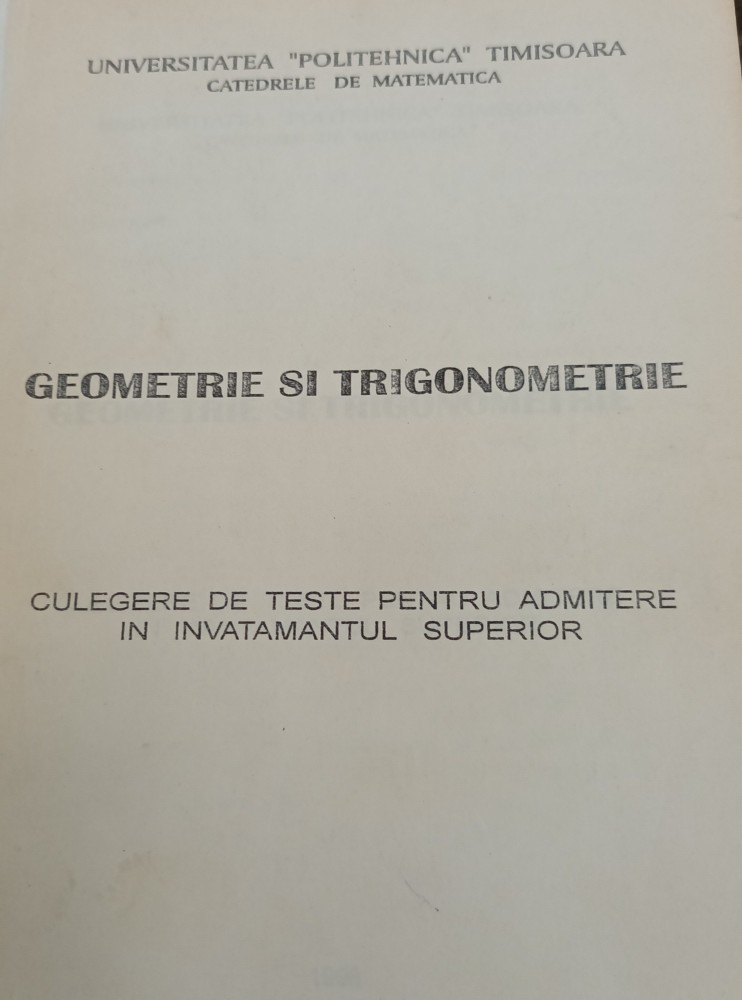 UNIVERSITATEA "POLITEHNICA" TIMISOARA
CATEDRELE DE MATEMATICA
GEOMETRIE SI TRIGONOMETRIE
CULEGERE DE TESTE PENTRU ADMITERE
IN INVATAMANTUL SUPERIOR